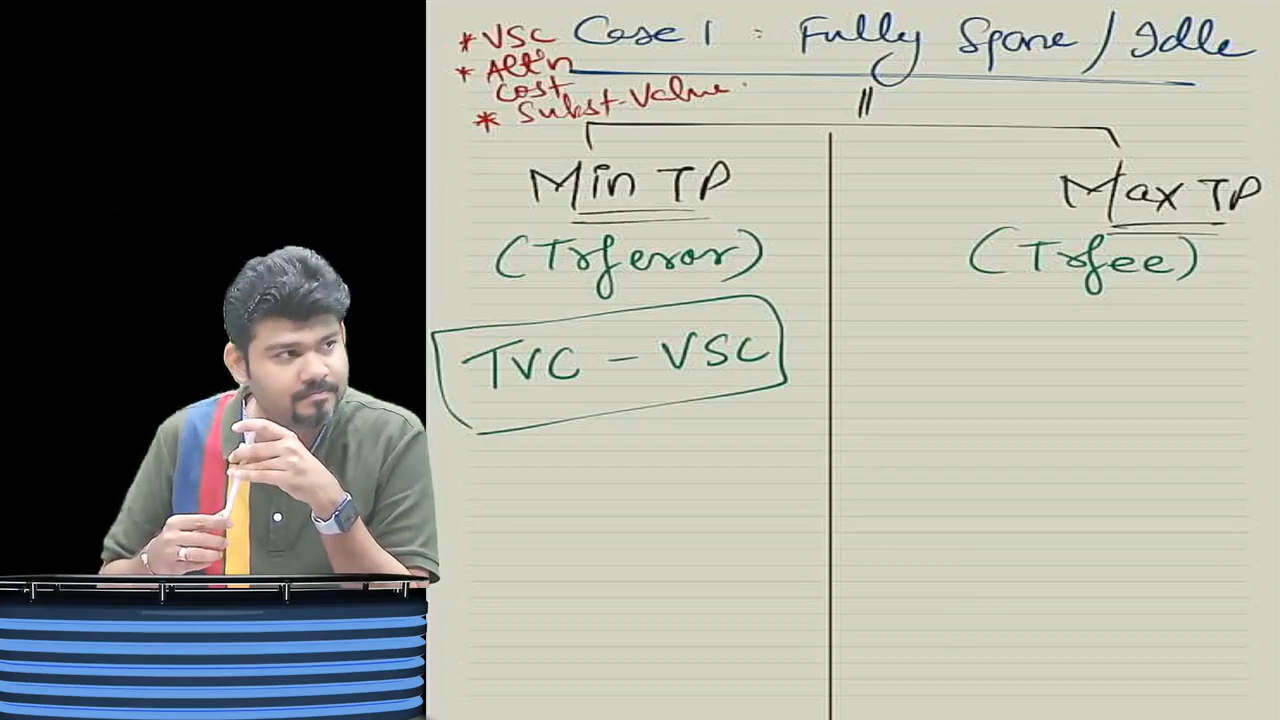 * VSC
Case 1 : Fully Spare / Idle
* Alt'n
cost
* Subst. Value
Min TP
Max TP
(Trferor)
(Trfee)
TVC - VSC